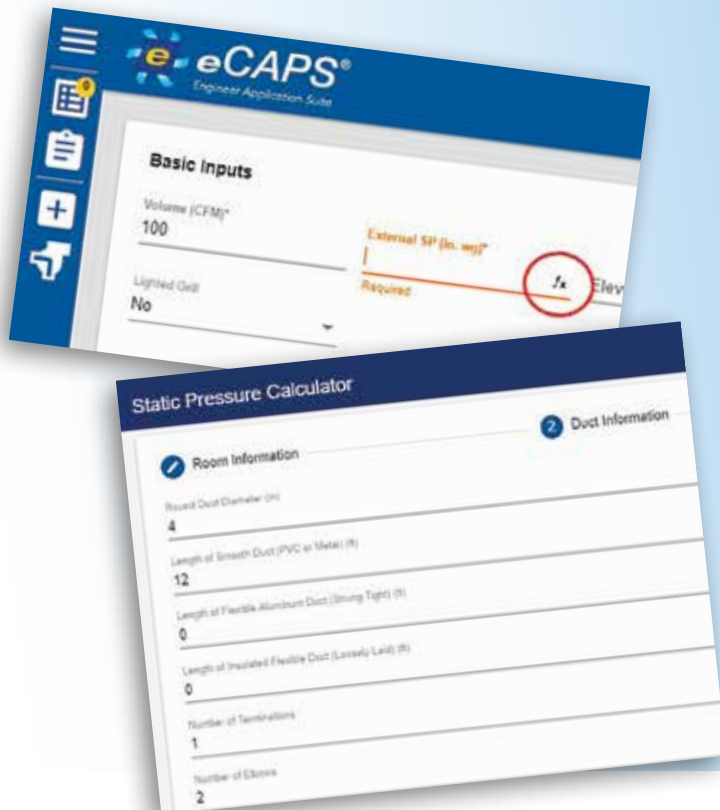 0
eCAPS®
Engineer Application Suite
Basic Inputs
Volume (CFM)*
100
External SP (in. wg)*
Required
fx
Elev
Lighted Grill
No
Static Pressure Calculator
Room Information
2 Duct Information
Round Duct Diameter (in)
4
Length of Smooth Duct (PVC or Metal) (ft)
12
Length of Flexible Aluminum Duct (Strung Tight) (ft)
0
Length of Insulated Flexible Duct (Loosely Laid) (ft)
0
Number of Terminations
1
Number of Elbows
2